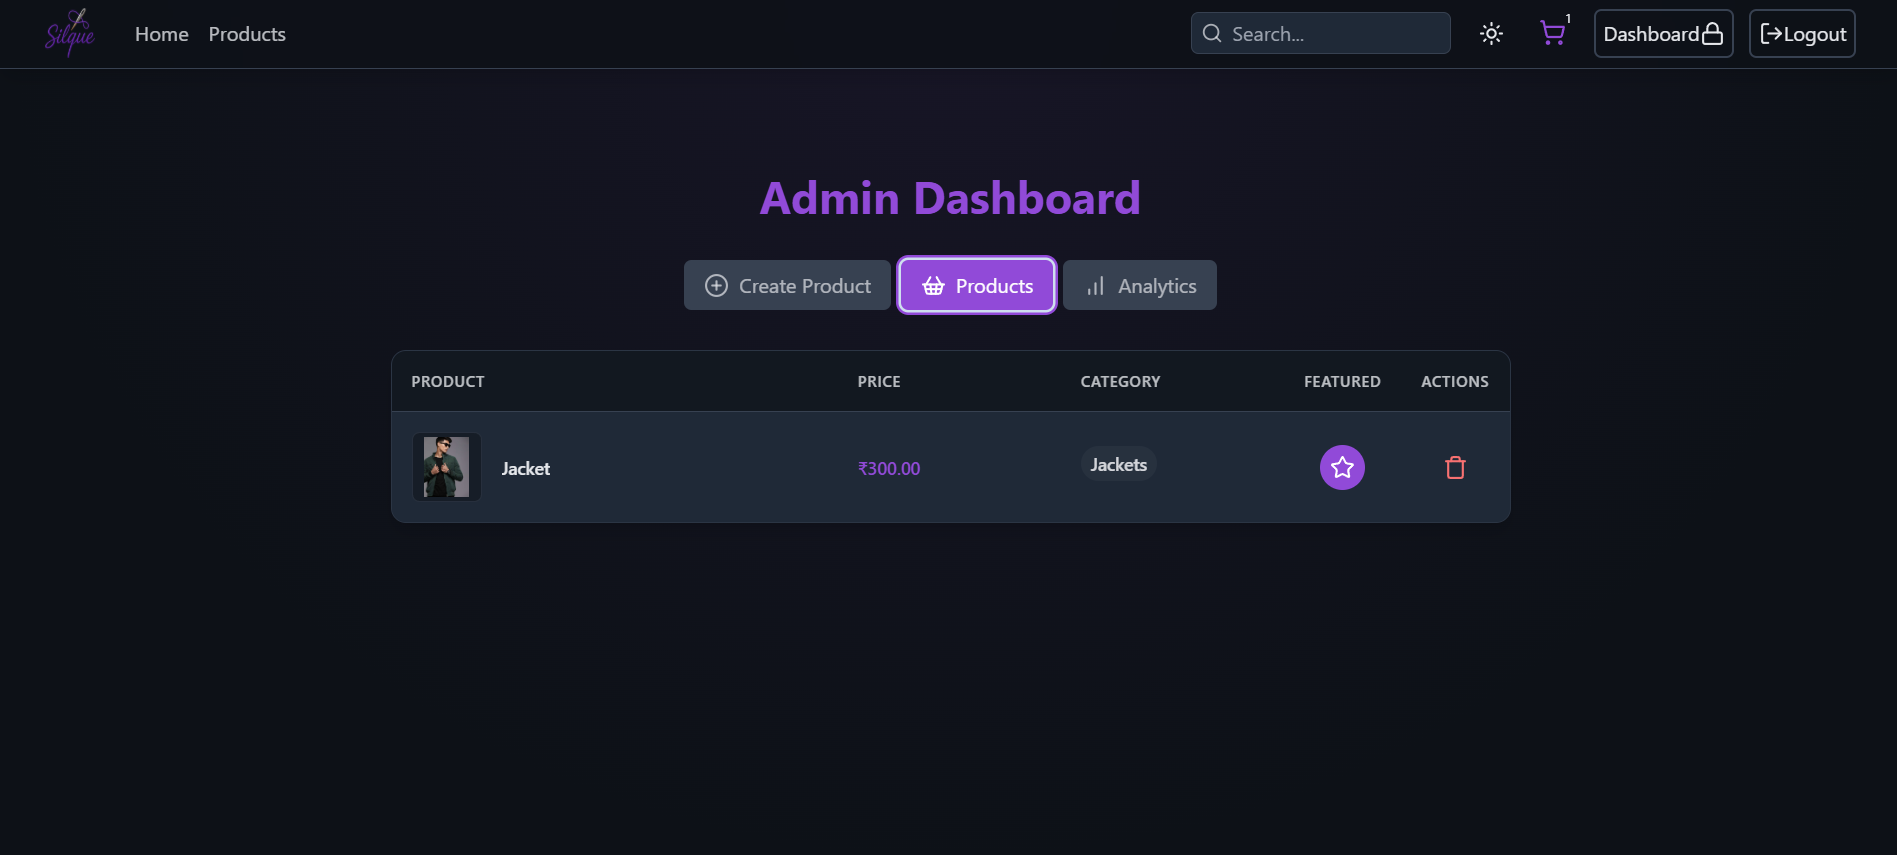 Silque
Home
Products
Search...
1
Dashboard
Logout
Admin Dashboard
Create Product
Products
Analytics
PRODUCT PRICE CATEGORY FEATURED ACTIONS
Jacket ₹300.00 Jackets